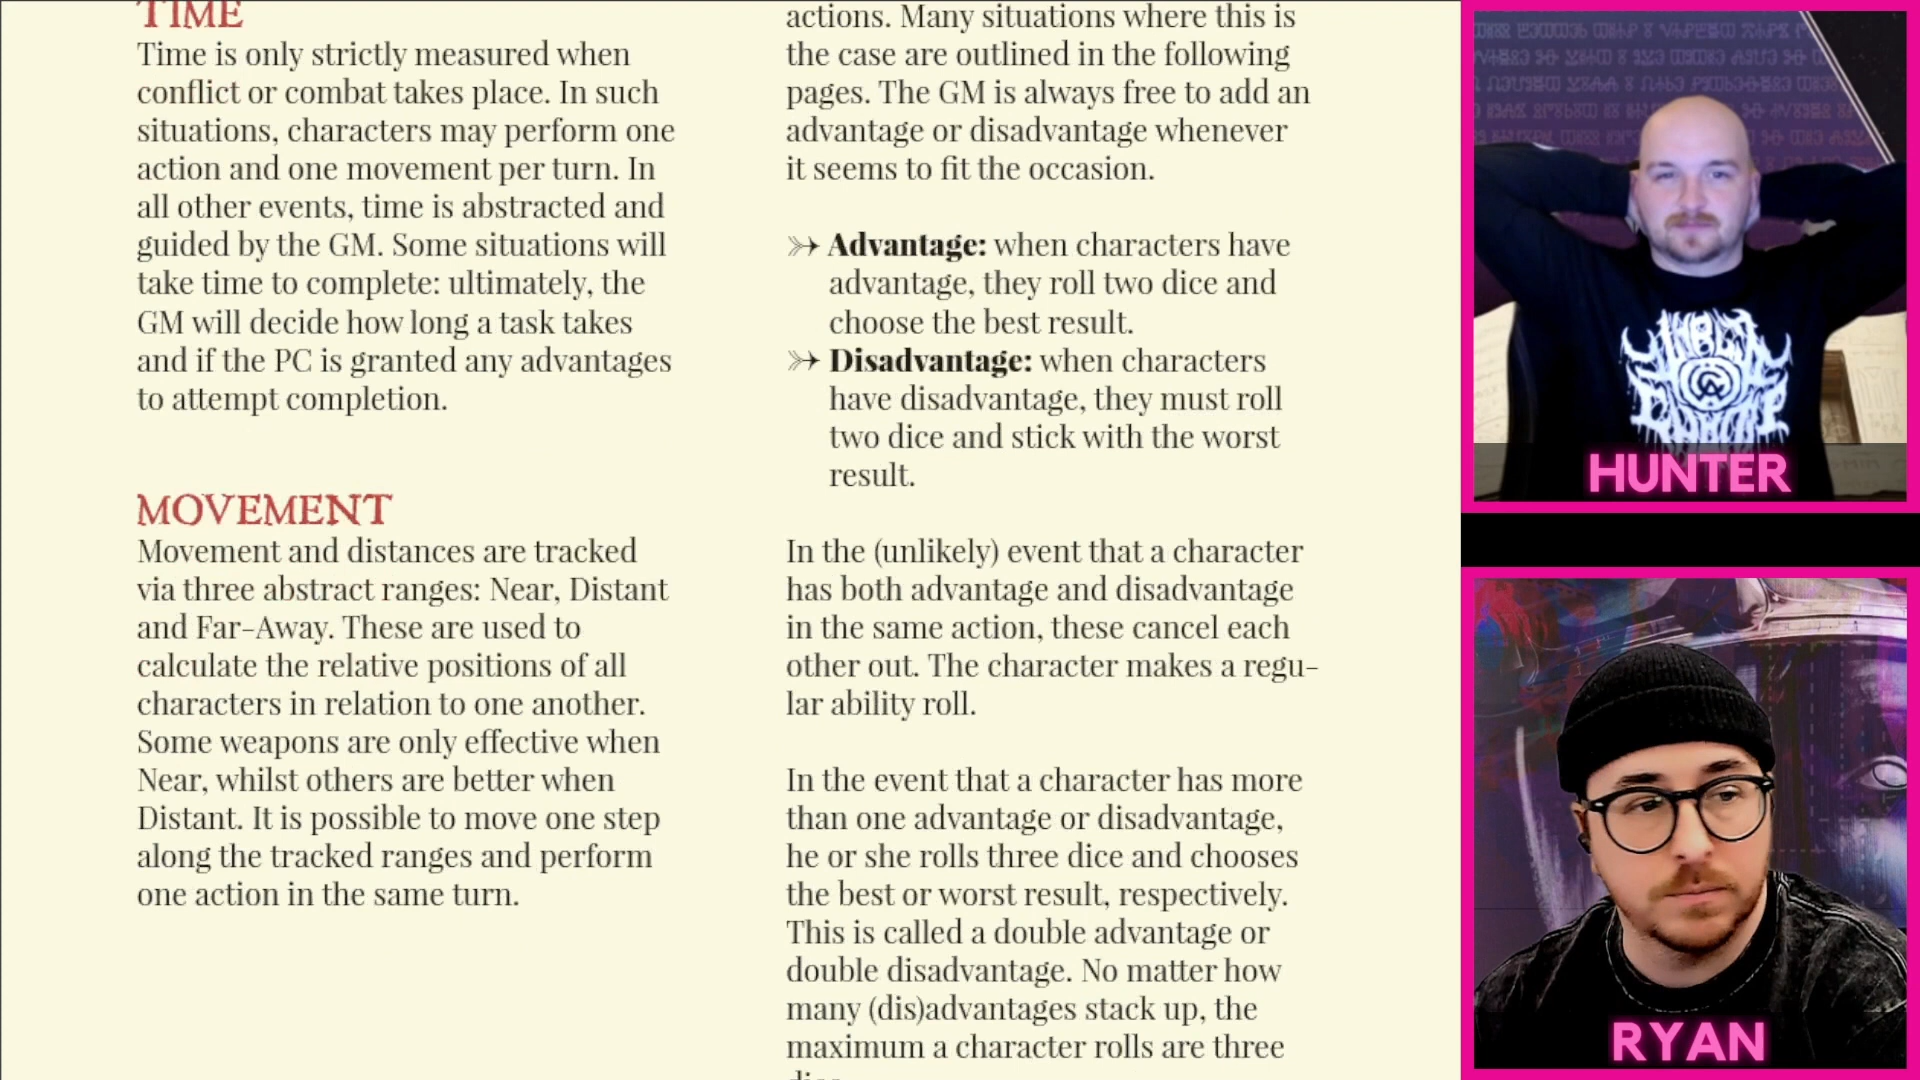 TIME
Time is only strictly measured when
conflict or combat takes place. In such
situations, characters may perform one
action and one movement per turn. In
all other events, time is abstracted and
guided by the GM. Some situations will
take time to complete: ultimately, the
GM will decide how long a task takes
and if the PC is granted any advantages
to attempt completion.
MOVEMENT
Movement and distances are tracked
via three abstract ranges: Near, Distant
and Far-Away. These are used to
calculate the relative positions of all
characters in relation to one another.
Some weapons are only effective when
Near, whilst others are better when
Distant. It is possible to move one step
along the tracked ranges and perform
one action in the same turn.
actions. Many situations where this is
the case are outlined in the following
pages. The GM is always free to add an
advantage or disadvantage whenever
it seems to fit the occasion.
Advantage: when characters have
advantage, they roll two dice and
choose the best result.
Disadvantage: when characters
have disadvantage, they must roll
two dice and stick with the worst
result.
In the (unlikely) event that a character
has both advantage and disadvantage
in the same action, these cancel each
other out. The character makes a regu-
lar ability roll.
In the event that a character has more
than one advantage or disadvantage,
he or she rolls three dice and chooses
the best or worst result, respectively.
This is called a double advantage or
double disadvantage. No matter how
many (dis)advantages stack up, the
maximum a character rolls are three
HUNTER
RYAN